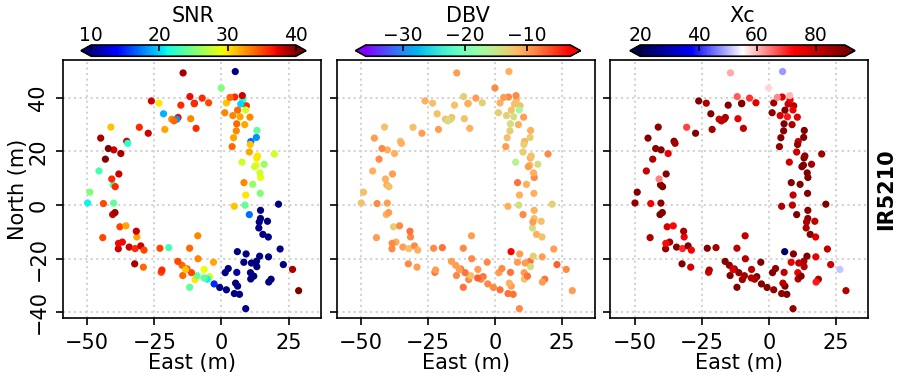 SNR DBV Xc
10 20 30 40 −30 −20 −10 20 40 60 80
40
20
0
−20
−40
North (m)
IR5210
−50 −25 0 25 −50 −25 0 25 −50 −25 0 25
East (m) East (m) East (m)